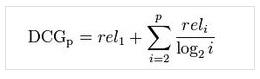 DCG_p = rel_1 + \sum_{i=2}^{p} \frac{rel_i}{\log_2 i}